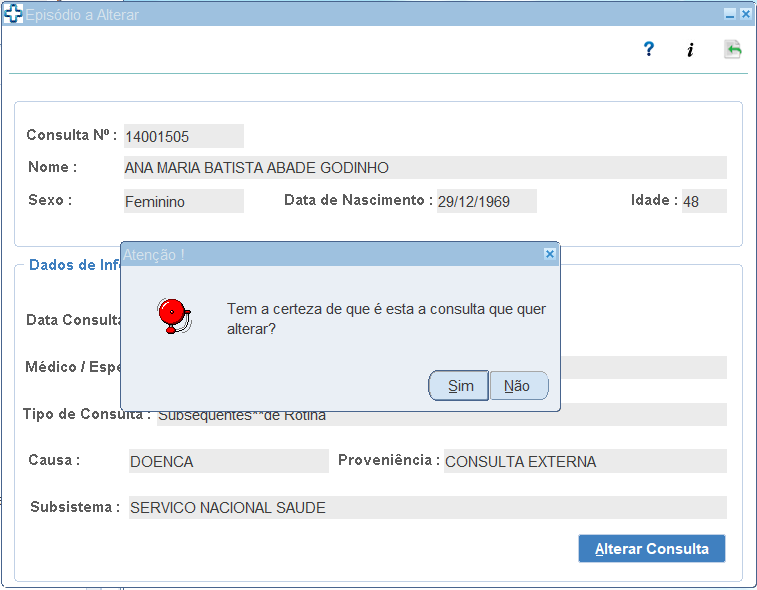 Episódio a Alterar
? i
Consulta Nº : 14001505
Nome : ANA MARIA BATISTA ABADE GODINHO
Sexo : Feminino Data de Nascimento : 29/12/1969 Idade : 48
Dados de Inf
Atenção !
Tem a certeza de que é esta a consulta que quer
alterar?
Sim Não
Data Consulta
Médico / Espe
Tipo de Consulta : Subsequentes**de Rotina
Causa : DOENCA Proveniência : CONSULTA EXTERNA
Subsistema : SERVICO NACIONAL SAUDE
Alterar Consulta